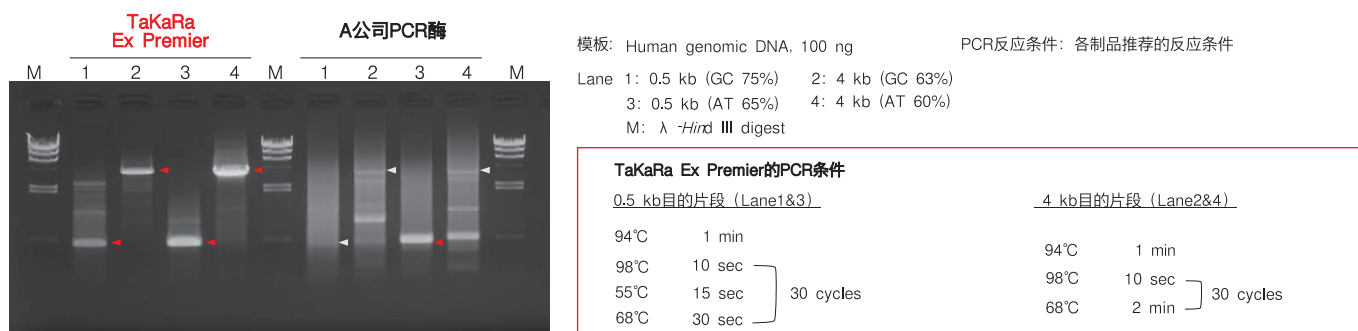 TaKaRa
Ex Premier
A公司PCR酶
M 1 2 3 4 M 1 2 3 4 M
模板: Human genomic DNA, 100 ng PCR反应条件: 各制品推荐的反应条件
Lane 1: 0.5 kb (GC 75%) 2: 4 kb (GC 63%)
3: 0.5 kb (AT 65%) 4: 4 kb (AT 60%)
M: λ -Hind Ⅲ digest
TaKaRa Ex Premier的PCR条件
0.5 kb目的片段（Lane1&3）
94℃ 1 min
98℃ 10 sec
55℃ 15 sec 30 cycles
68℃ 30 sec
4 kb目的片段（Lane2&4）
94℃ 1 min
98℃ 10 sec
30 cycles
68℃ 2 min